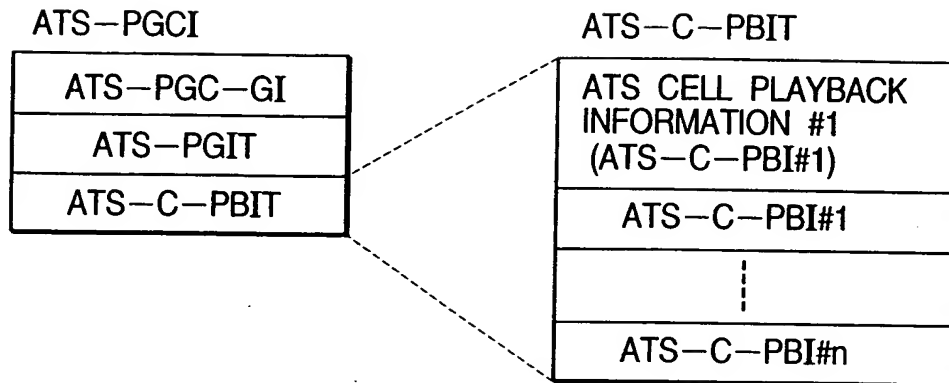 ATS-PGCI
ATS-PGC-GI
ATS-PGIT
ATS-C-PBIT
ATS-C-PBIT
ATS CELL PLAYBACK
INFORMATION #1
(ATS-C-PBI#1)
ATS-C-PBI#1
ATS-C-PBI#n